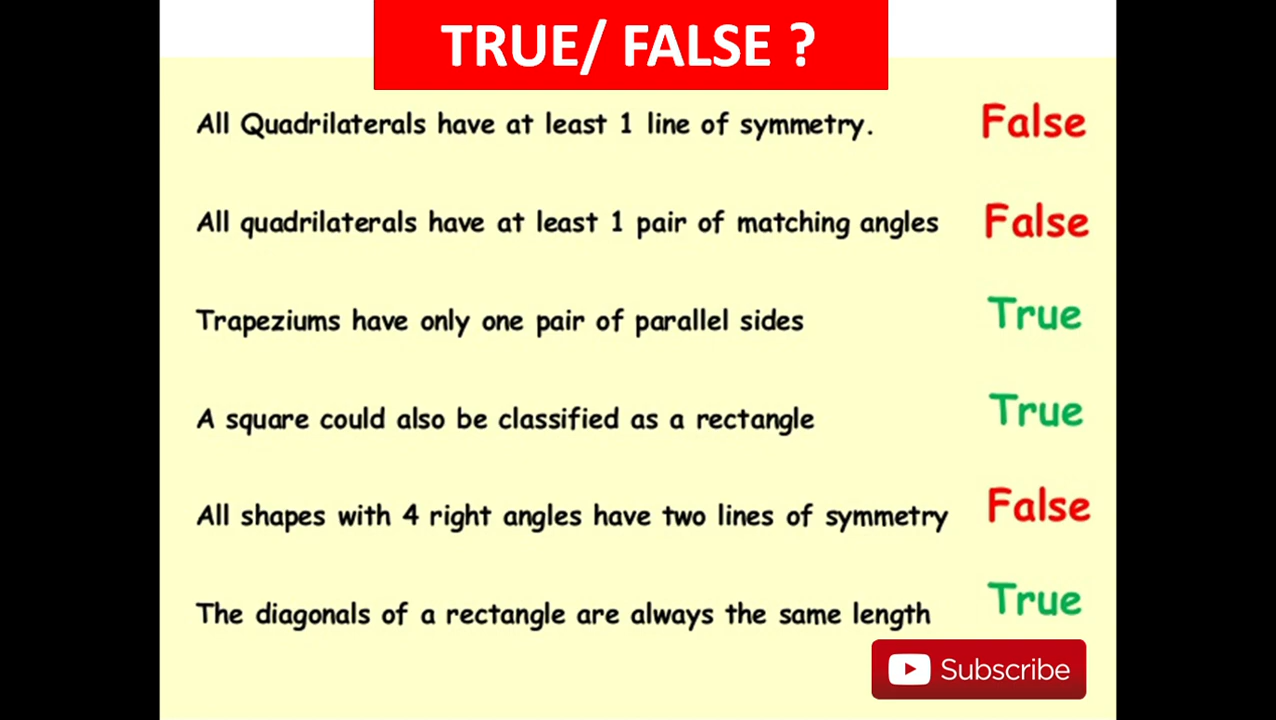 TRUE/ FALSE ?
All Quadrilaterals have at least 1 line of symmetry. False
All quadrilaterals have at least 1 pair of matching angles False
Trapeziums have only one pair of parallel sides True
A square could also be classified as a rectangle True
All shapes with 4 right angles have two lines of symmetry False
The diagonals of a rectangle are always the same length True
Subscribe